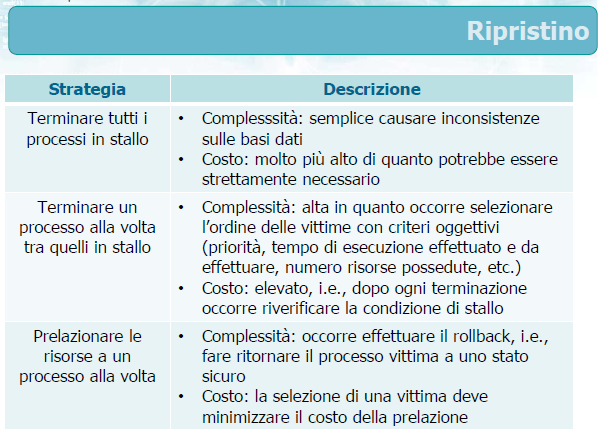 Ripristino
Strategia
Descrizione
Terminare tutti i
processi in stallo
• Complesssità: semplice causare inconsistenze
sulle basi dati
• Costo: molto più alto di quanto potrebbe essere
strettamente necessario
Terminare un
processo alla volta
tra quelli in stallo
• Complessità: alta in quanto occorre selezionare
l'ordine delle vittime con criteri oggettivi
(priorità, tempo di esecuzione effettuato e da
effettuare, numero risorse possedute, etc.)
• Costo: elevato, i.e., dopo ogni terminazione
occorre riverificare la condizione di stallo
Prelazionare le
risorse a un
processo alla volta
• Complessità: occorre effettuare il rollback, i.e.,
fare ritornare il processo vittima a uno stato
sicuro
• Costo: la selezione di una vittima deve
minimizzare il costo della prelazione